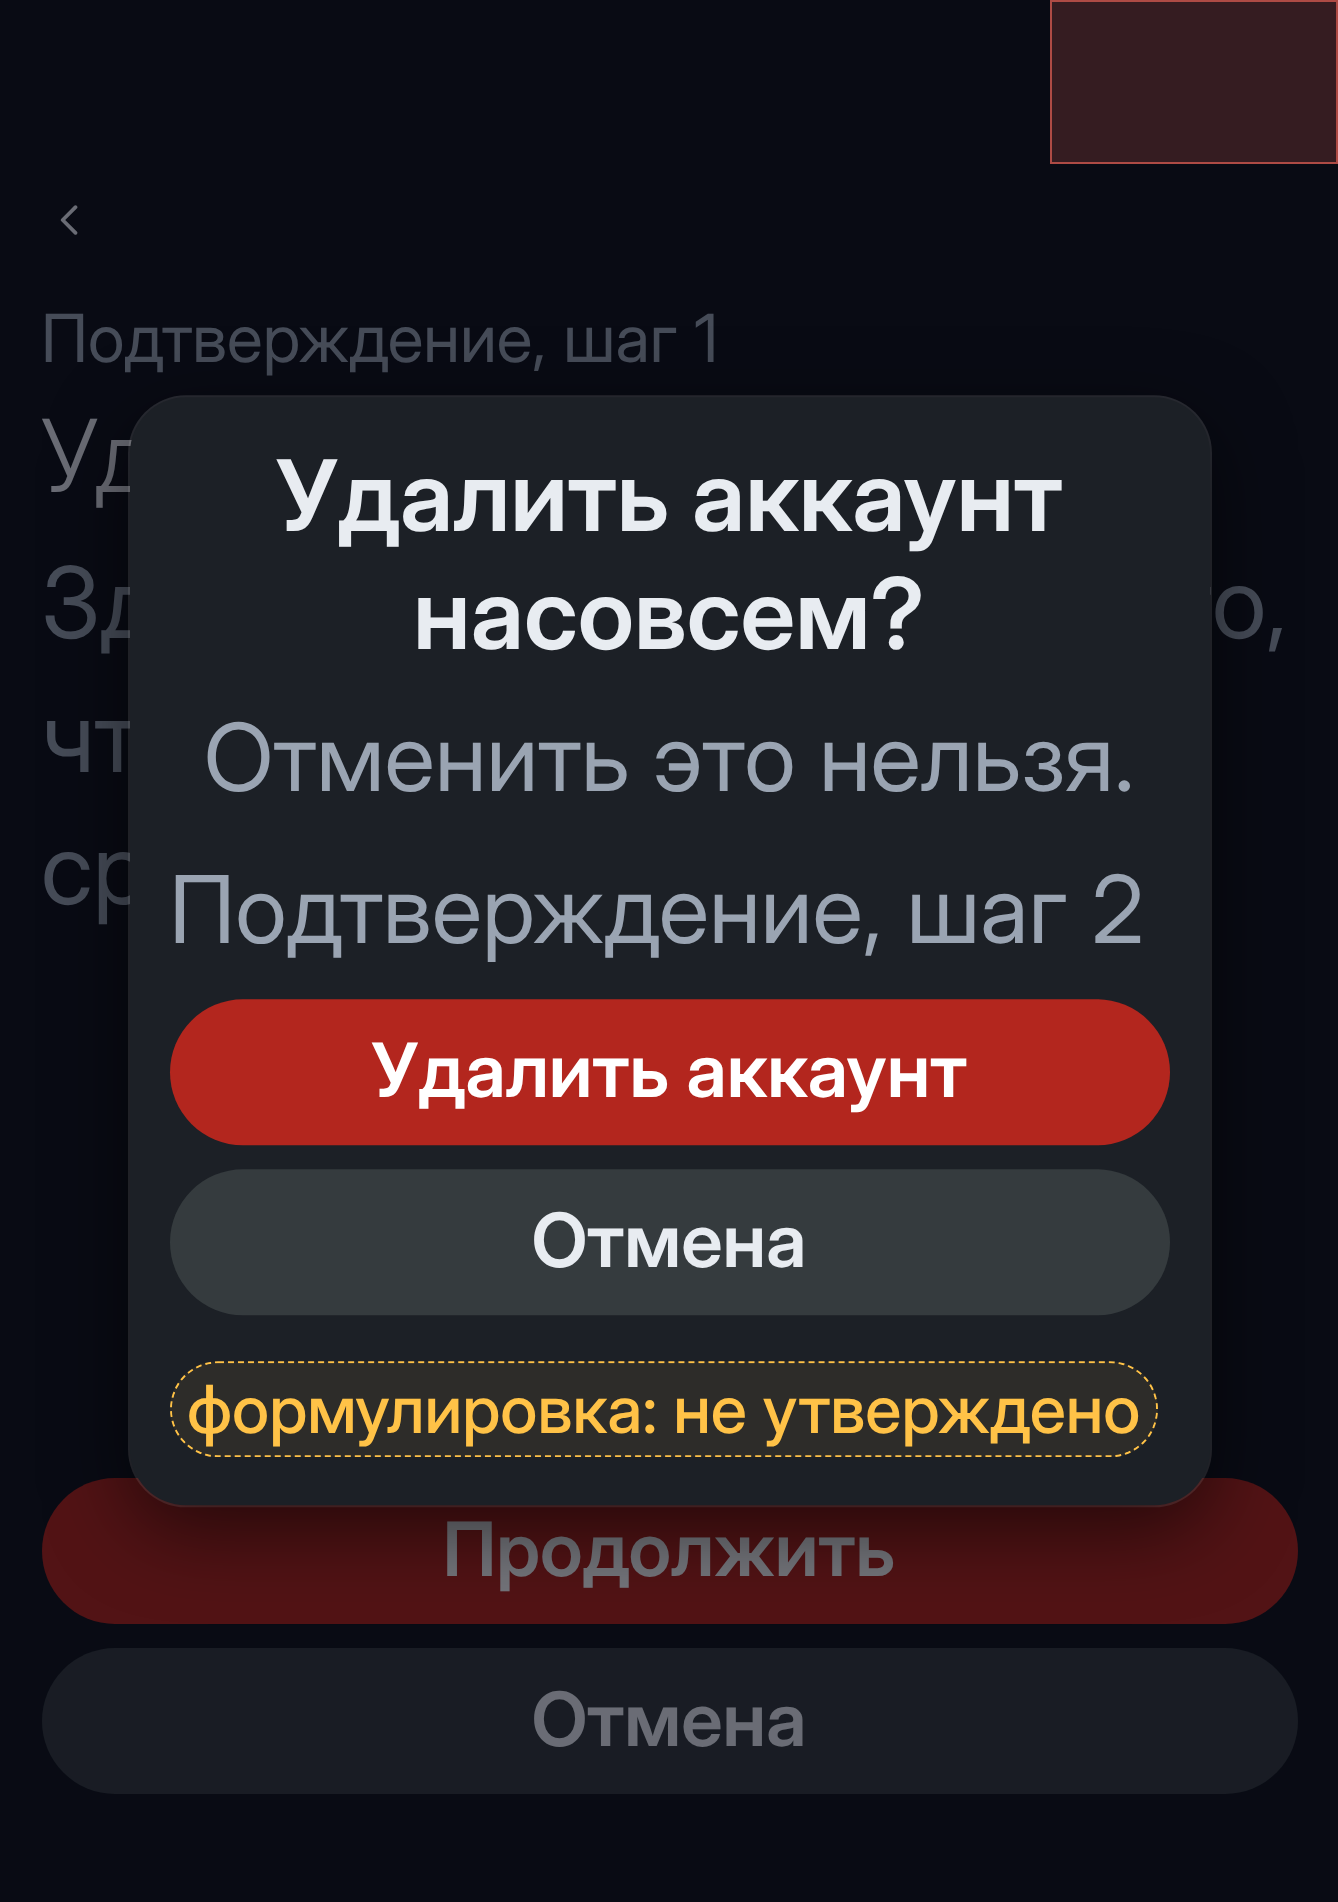 Подтверждение, шаг 1
Удалить аккаунт
насовсем?
Отменить это нельзя.
Подтверждение, шаг 2
Удалить аккаунт
Отмена
формулировка: не утверждено
Продолжить
Отмена